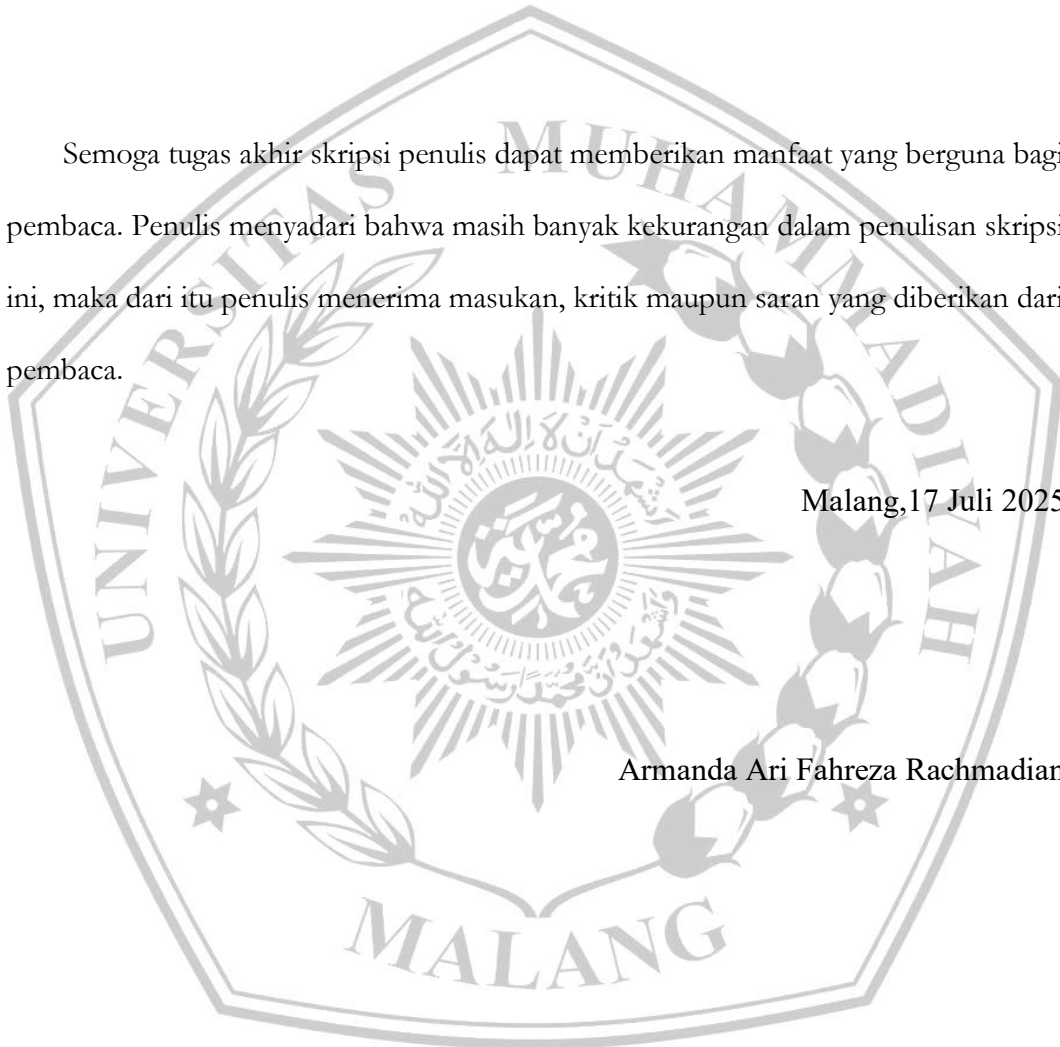 Semoga tugas akhir skripsi penulis dapat memberikan manfaat yang berguna bagi
pembaca. Penulis menyadari bahwa masih banyak kekurangan dalam penulisan skripsi
ini, maka dari itu penulis menerima masukan, kritik maupun saran yang diberikan dari
pembaca.
Malang,17 Juli 2025
Armanda Ari Fahreza Rachmadian
UNIVERSITAS MUHAMMADIYAH
MALANG